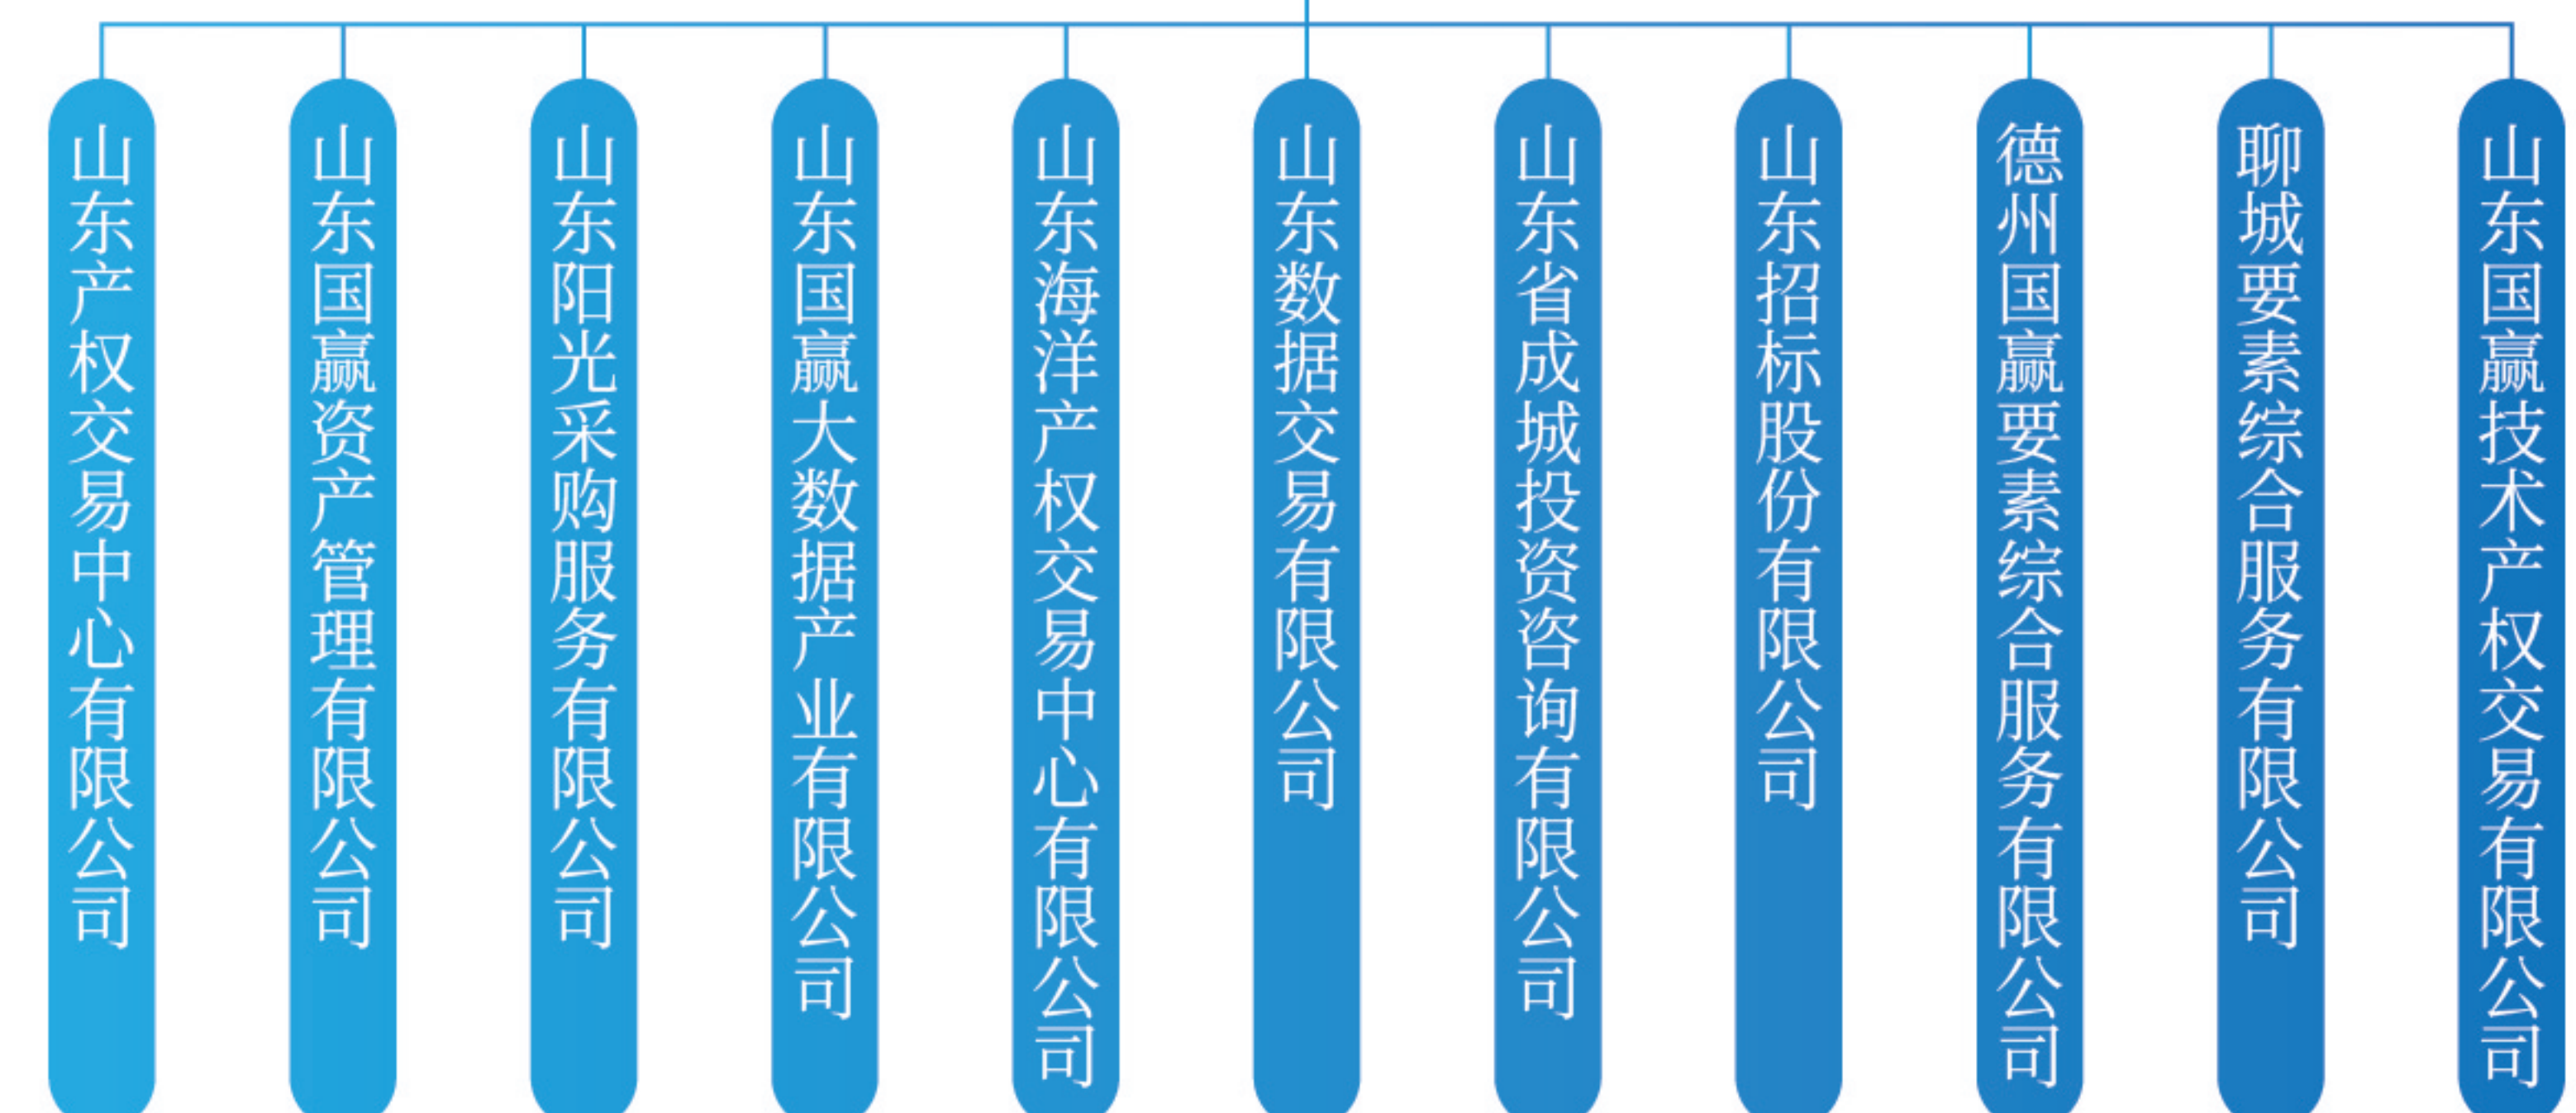 山东产权交易中心有限公司
山东国赢资产管理有限公司
山东阳光采购服务有限公司
山东国赢大数据产业有限公司
山东海洋产权交易中心有限公司
山东数据交易有限公司
山东省成城投资咨询有限公司
山东招标股份有限公司
德州国赢要素综合服务有限公司
聊城要素综合服务有限公司
山东国赢技术产权交易有限公司